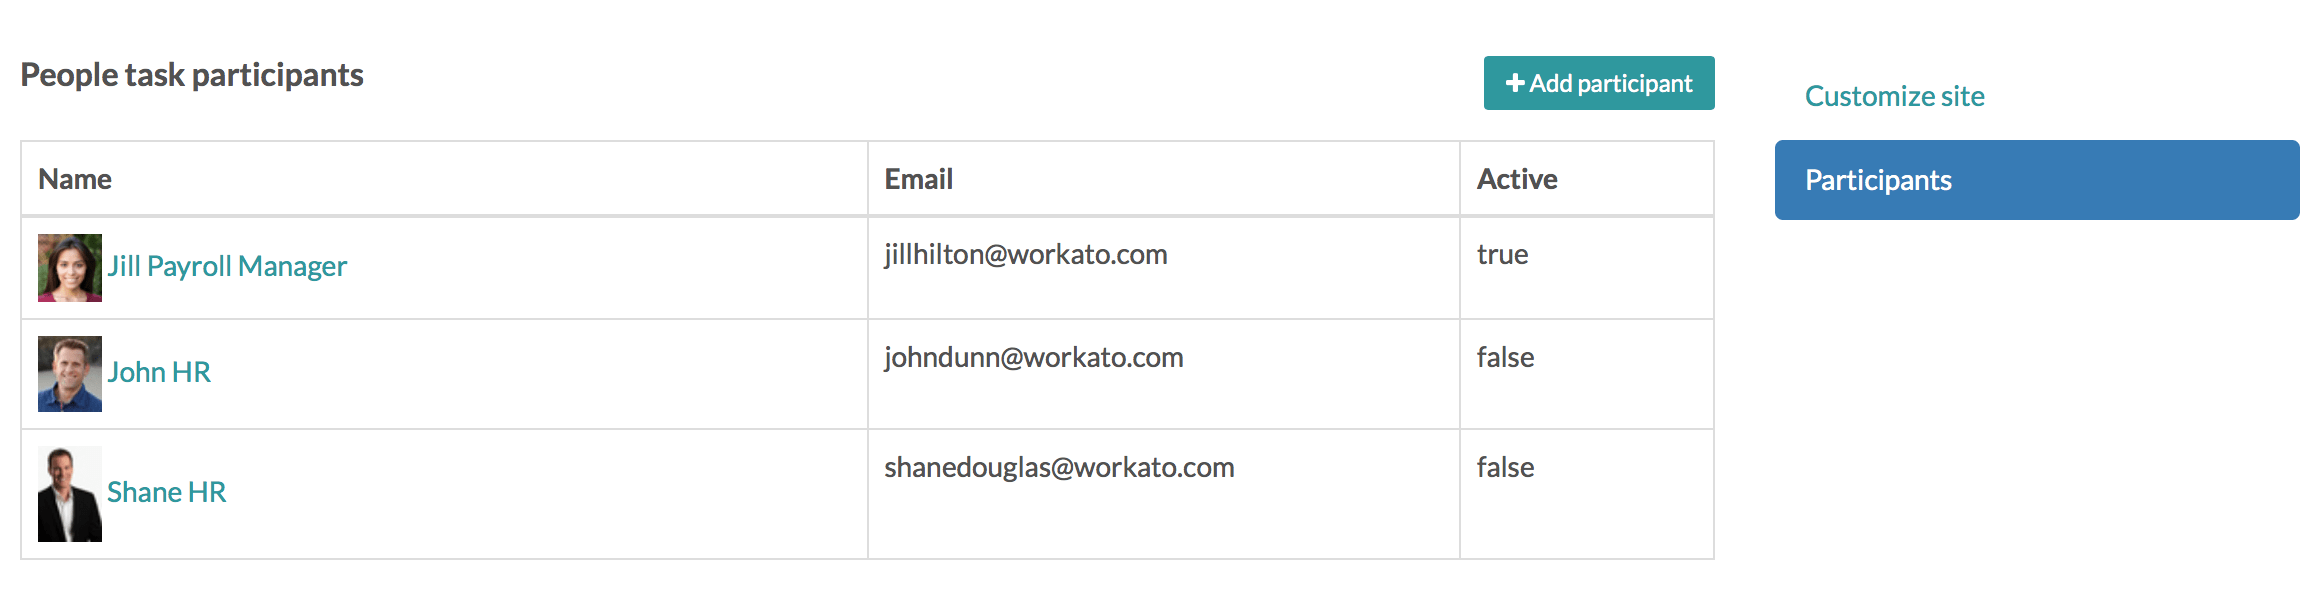 People task participants
Add participant
Customize site
Participants
Name Email Active
Jill Payroll Manager jillhilton@workato.com true
John HR johndunn@workato.com false
Shane HR shanedouglas@workato.com false